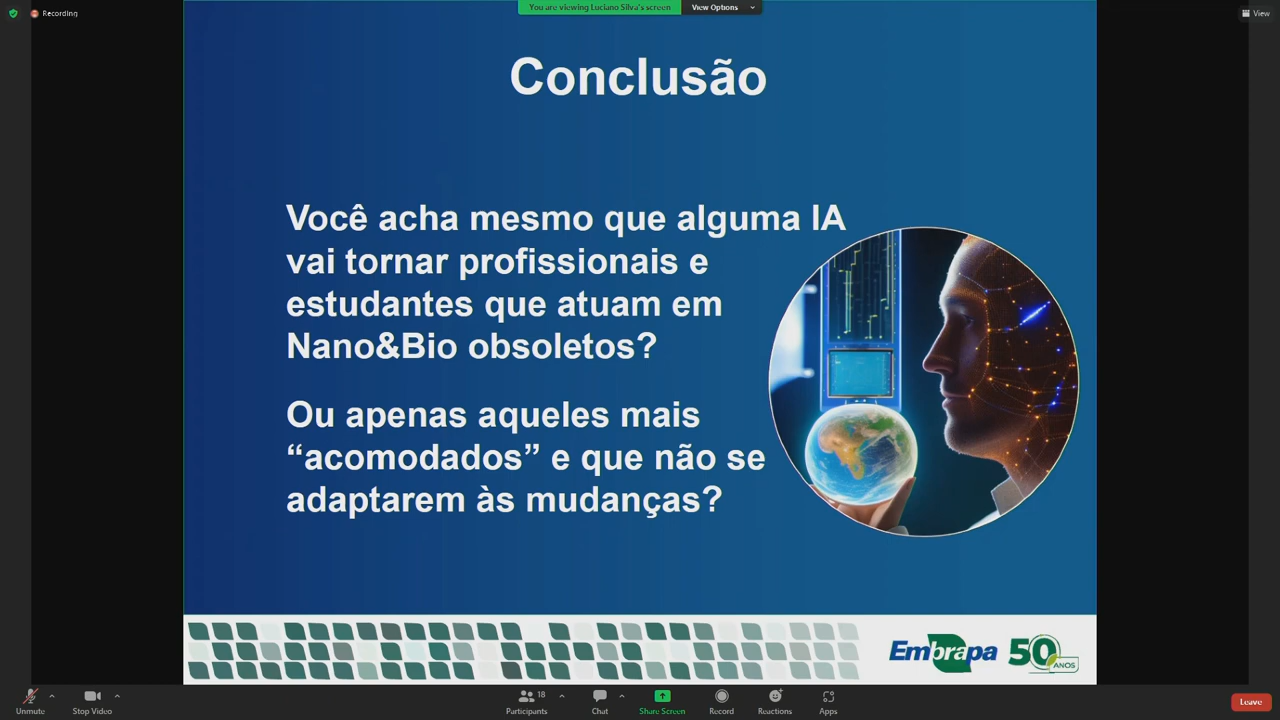 Recording
You are viewing Luciano Silva's screen
View Options
View
Conclusão
Você acha mesmo que alguma IA
vai tornar profissionais e
estudantes que atuam em
Nano&Bio obsoletos?
Ou apenas aqueles mais
“acomodados” e que não se
adaptarem às mudanças?
Embrapa
50
ANOS
Unmute
Stop Video
18
Participants
Chat
Share Screen
Record
Reactions
Apps
Leave